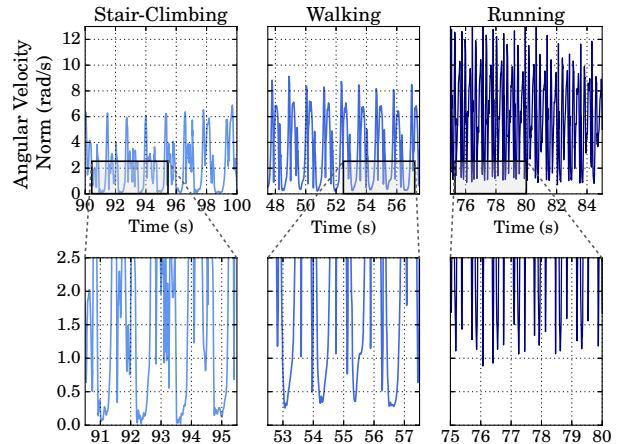 Stair-Climbing Walking Running
Angular Velocity
Norm (rad/s)
12
10
8
6
4
2
0
90 92 94 96 98 100
48 50 52 54 56
76 78 80 82 84
Time (s) Time (s) Time (s)
2.5
2.0
1.5
1.0
0.5
0.0
91 92 93 94 95
53 54 55 56 57
75 76 77 78 79 80